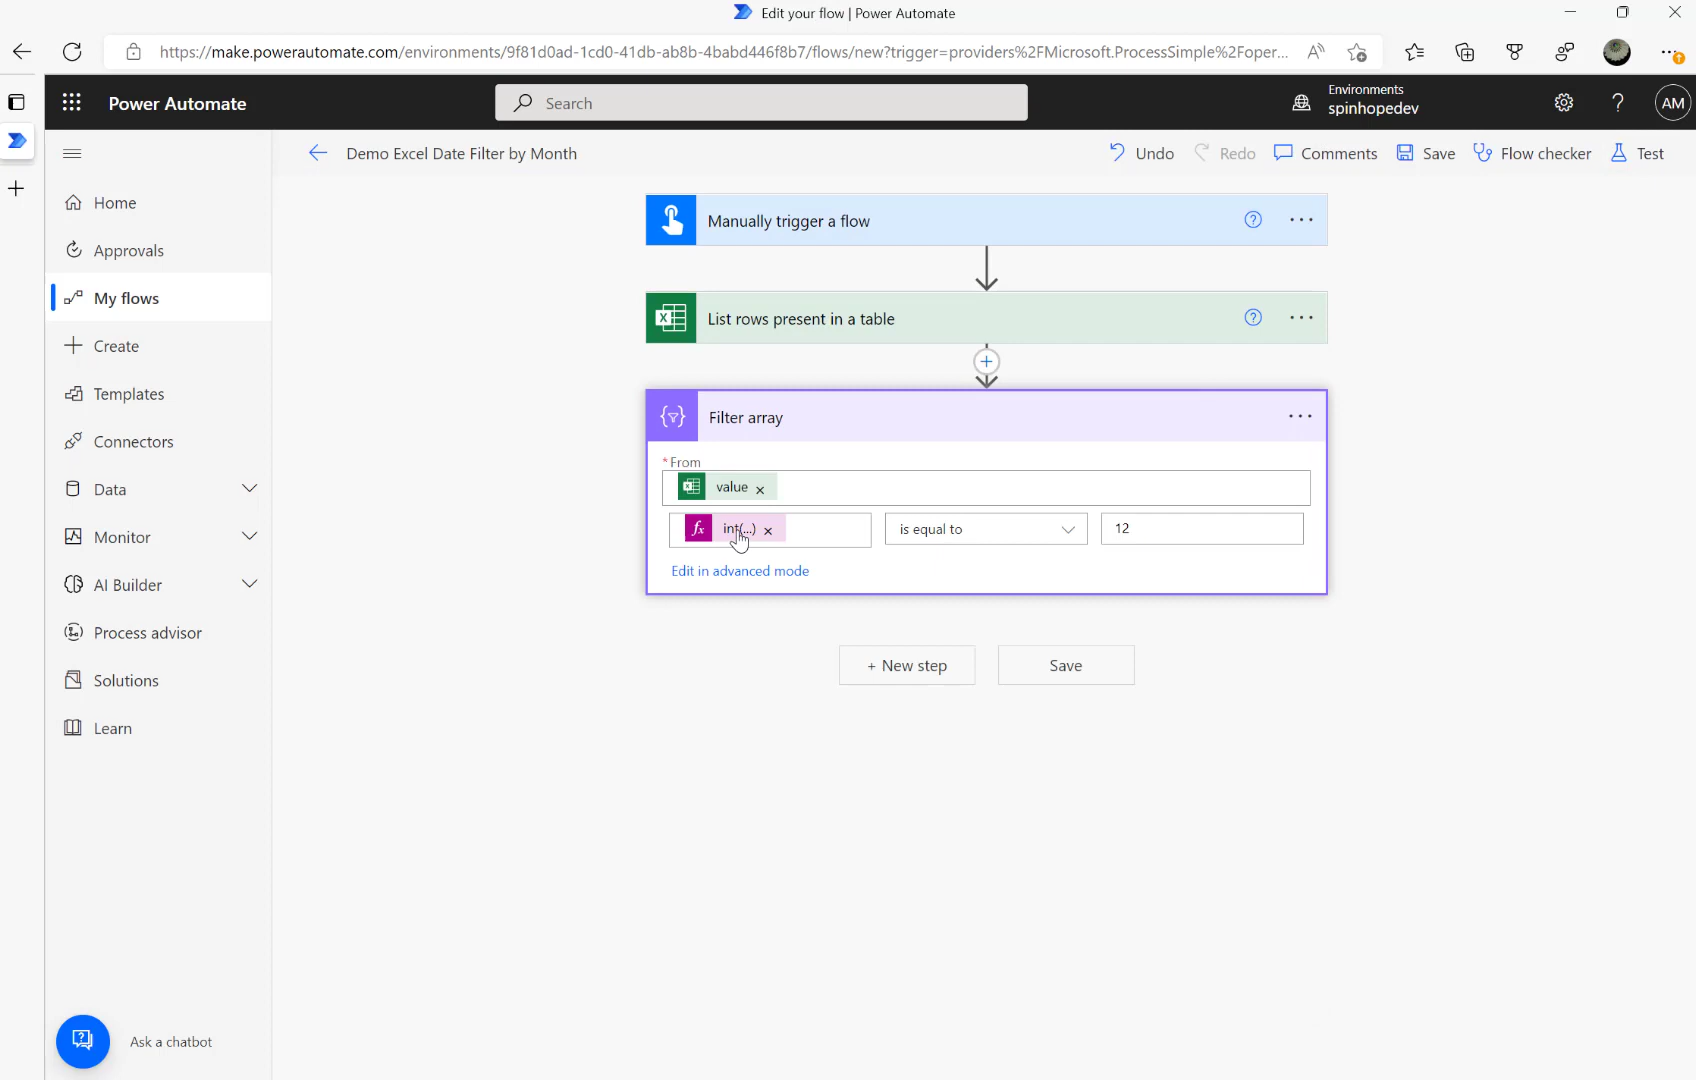 Edit your flow | Power Automate
https://make.powerautomate.com/environments/9f81d0ad-1cd0-41db-ab8b-4babd446f8b7/flows/new?trigger=providers%2FMicrosoft.ProcessSimple%2Foper...
Power Automate
Search
Environments
spinhopedev
?
AM
Demo Excel Date Filter by Month
Undo
Redo
Comments
Save
Flow checker
Test
Home
Approvals
My flows
Create
Templates
Connectors
Data
Monitor
AI Builder
Process advisor
Solutions
Learn
Ask a chatbot
Manually trigger a flow
List rows present in a table
Filter array
* From
value ×
fx int(...) ×
is equal to
12
Edit in advanced mode
+ New step
Save